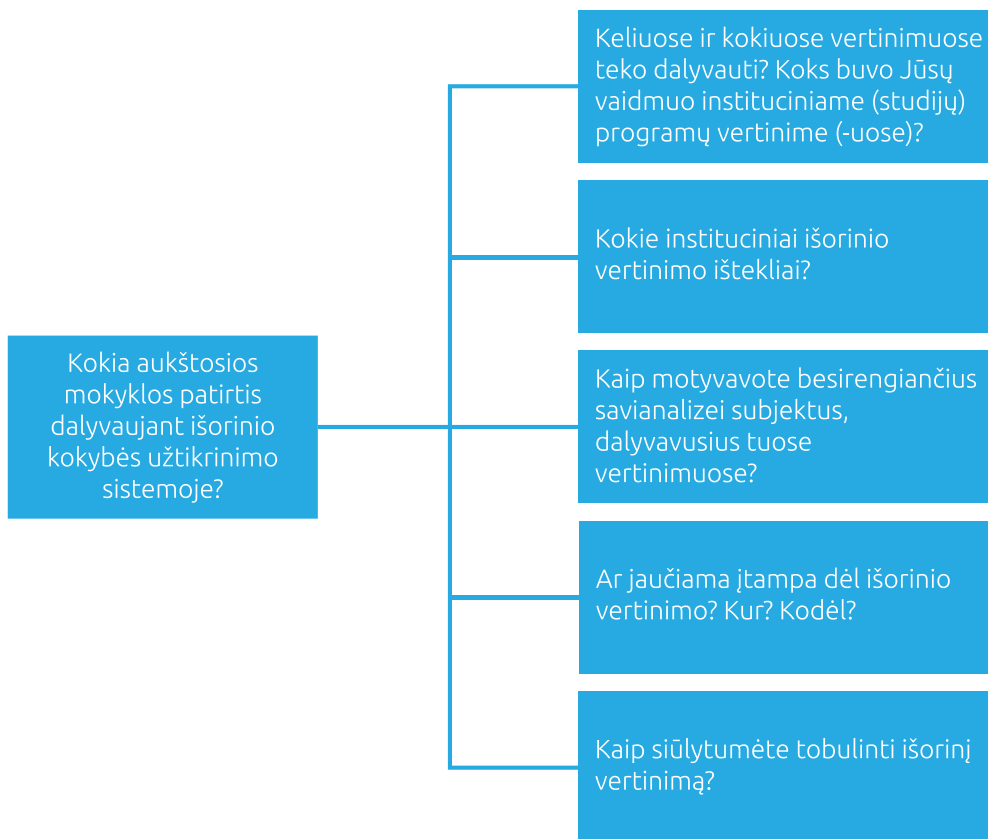 Kokia aukštosios
mokyklos patirtis
dalyvaujant išorinio
kokybės užtikrinimo
sistemoje?
Keliuose ir kokiuose vertinimuose
teko dalyvauti? Koks buvo Jūsų
vaidmuo instituciniame (studijų)
programų vertinime (-uose)?
Kokie instituciniai išorinio
vertinimo ištekliai?
Kaip motyvavote besirengiančius
savianalizei subjektus,
dalyvavusius tuose
vertinimuose?
Ar jaučiama įtampa dėl išorinio
vertinimo? Kur? Kodėl?
Kaip siūlytumėte tobulinti išorinį
vertinimą?